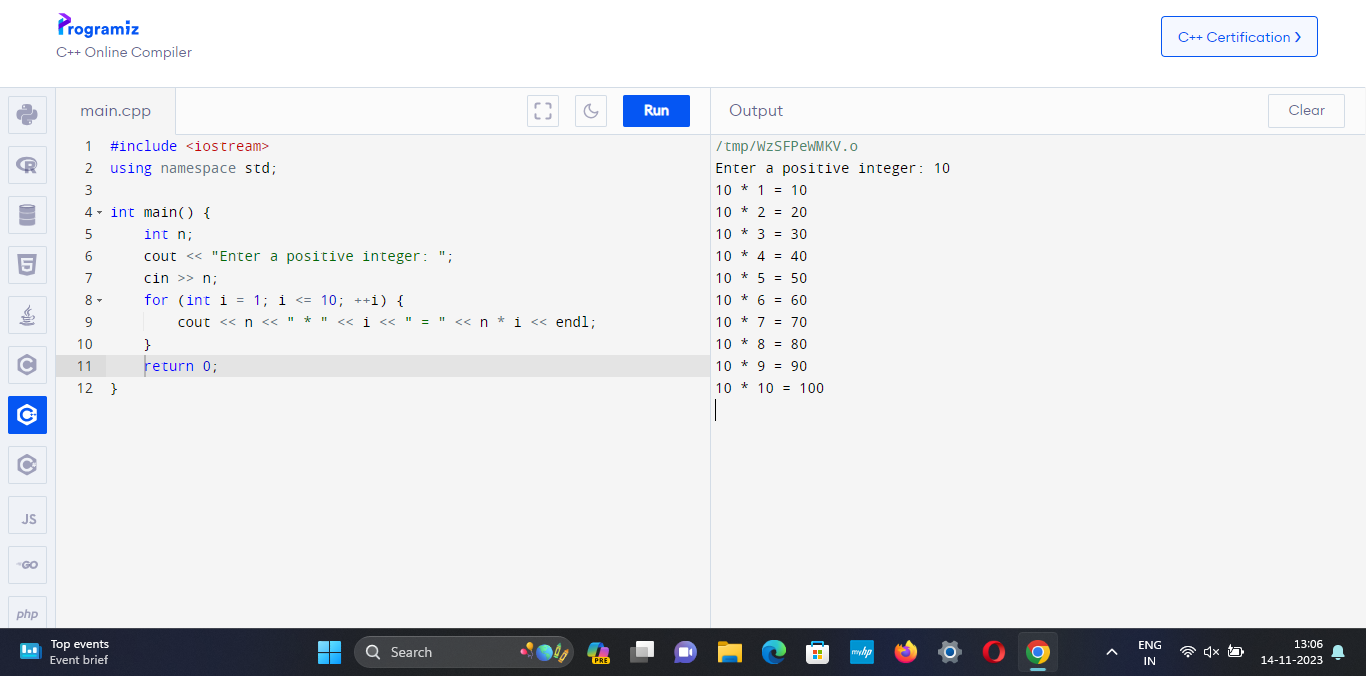 Programiz
C++ Online Compiler
C++ Certification >
main.cpp
Run
Output
Clear
1 #include <iostream>
2 using namespace std;
3
4 int main() {
5     int n;
6     cout << "Enter a positive integer: ";
7     cin >> n;
8     for (int i = 1; i <= 10; ++i) {
9         cout << n << " * " << i << " = " << n * i << endl;
10     }
11     return 0;
12 }
/tmp/WzSFPeWMKV.o
Enter a positive integer: 10
10 * 1 = 10
10 * 2 = 20
10 * 3 = 30
10 * 4 = 40
10 * 5 = 50
10 * 6 = 60
10 * 7 = 70
10 * 8 = 80
10 * 9 = 90
10 * 10 = 100
R
5
C
C
C
JS
GO
php
Top events
Event brief
Search
PRE
myhp
ENG
IN
13:06
14-11-2023